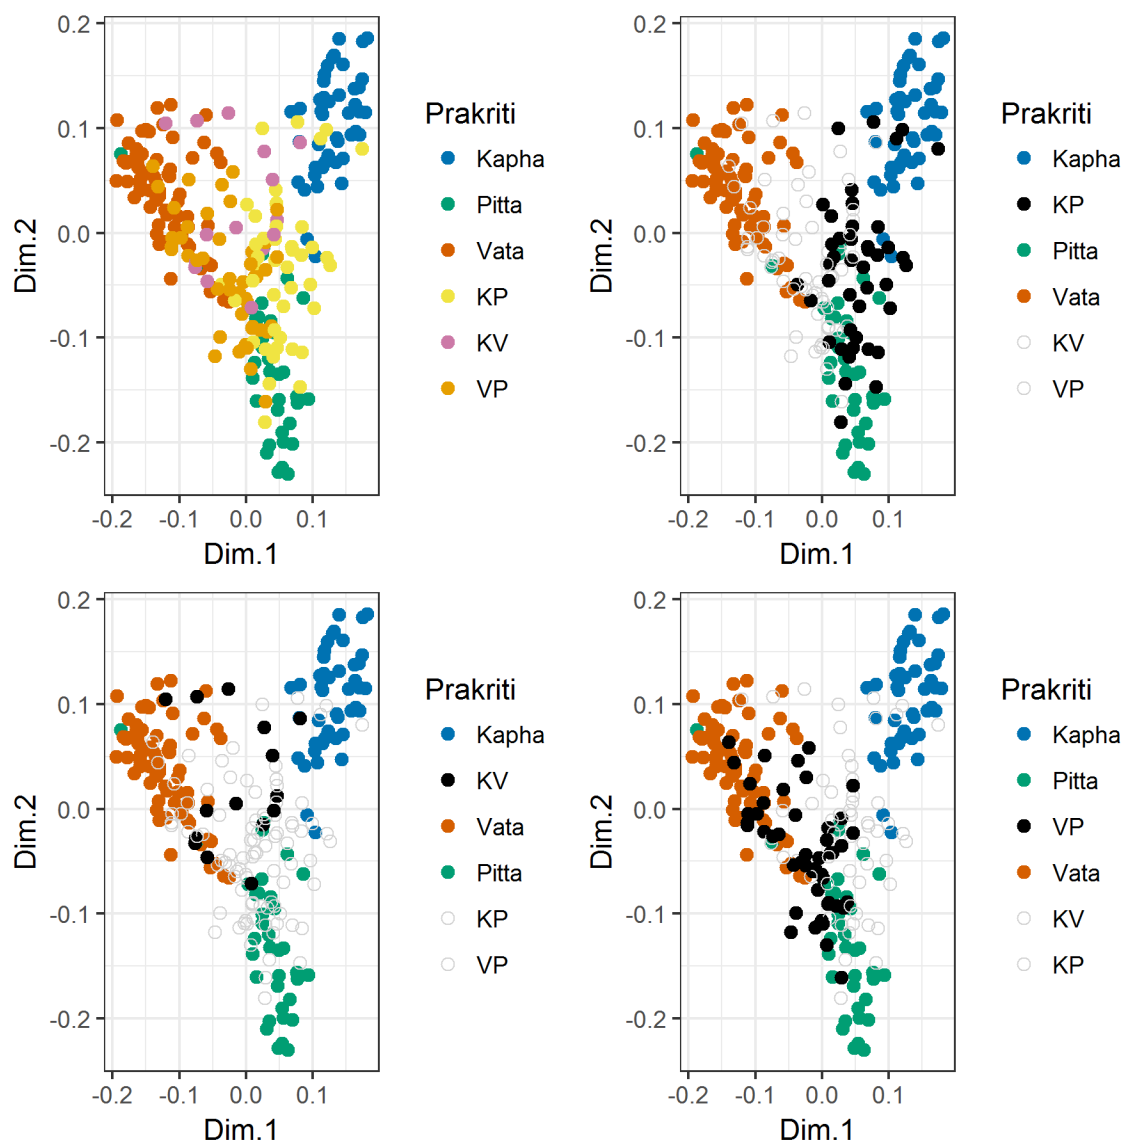 0.2
0.1
0.0
-0.1
-0.2
-0.2 -0.1 0.0 0.1
Dim.1
Dim.2
Prakriti
Kapha
Pitta
Vata
KP
KV
VP
0.2
0.1
0.0
-0.1
-0.2
-0.2 -0.1 0.0 0.1
Dim.1
Dim.2
Prakriti
Kapha
KP
Pitta
Vata
KV
VP
0.2
0.1
0.0
-0.1
-0.2
-0.2 -0.1 0.0 0.1
Dim.1
Dim.2
Prakriti
Kapha
KV
Vata
Pitta
KP
VP
0.2
0.1
0.0
-0.1
-0.2
-0.2 -0.1 0.0 0.1
Dim.1
Dim.2
Prakriti
Kapha
Pitta
VP
Vata
KV
KP